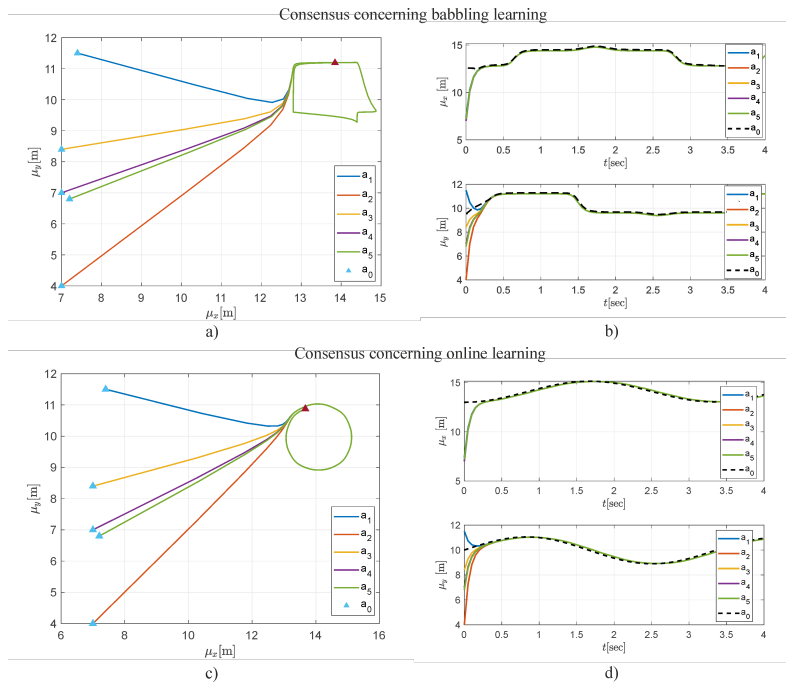 Consensus concerning babbling learning
12
11
10
9
8
7
6
5
4
μy[m]
7 8 9 10 11 12 13 14 15
μx[m]
a1
a2
a3
a4
a5
a0
a)
15
10
5
μx [m]
0 0.5 1 1.5 2 2.5 3 3.5 4
t[sec]
a1
a2
a3
a4
a5
a0
12
10
8
6
4
μy [m]
0 0.5 1 1.5 2 2.5 3 3.5 4
t[sec]
a1
a2
a3
a4
a5
a0
b)
Consensus concerning online learning
12
11
10
9
8
7
6
5
4
μy[m]
6 8 10 12 14 16
μx[m]
a1
a2
a3
a4
a5
a0
c)
15
10
5
μx [m]
0 0.5 1 1.5 2 2.5 3 3.5 4
t[sec]
a1
a2
a3
a4
a5
a0
12
10
8
6
4
μy [m]
0 0.5 1 1.5 2 2.5 3 3.5 4
t[sec]
a1
a2
a3
a4
a5
a0
d)